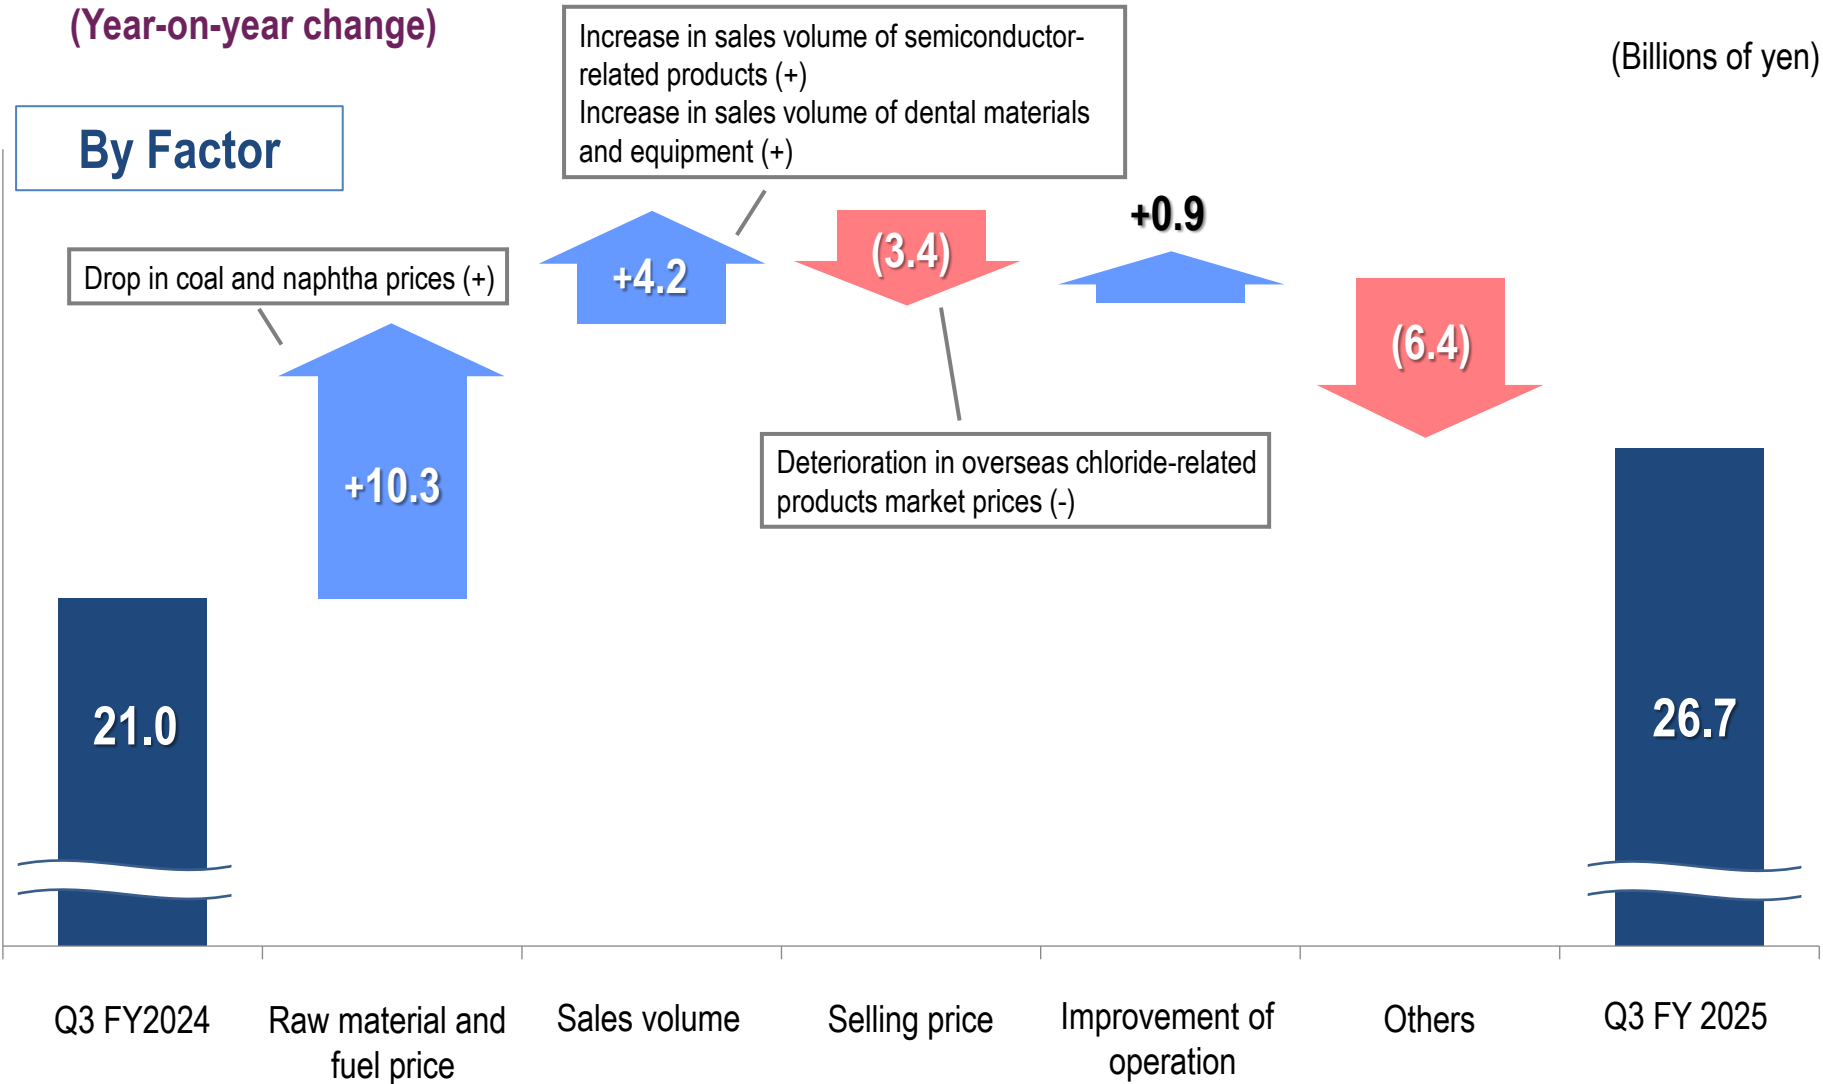 (Year-on-year change)
(Billions of yen)
By Factor
Increase in sales volume of semiconductor-
related products (+)
Increase in sales volume of dental materials
and equipment (+)
Drop in coal and naphtha prices (+)
+10.3
+4.2
(3.4)
+0.9
(6.4)
Deterioration in overseas chloride-related
products market prices (-)
21.0
26.7
Q3 FY2024
Raw material and
fuel price
Sales volume
Selling price
Improvement of
operation
Others
Q3 FY 2025